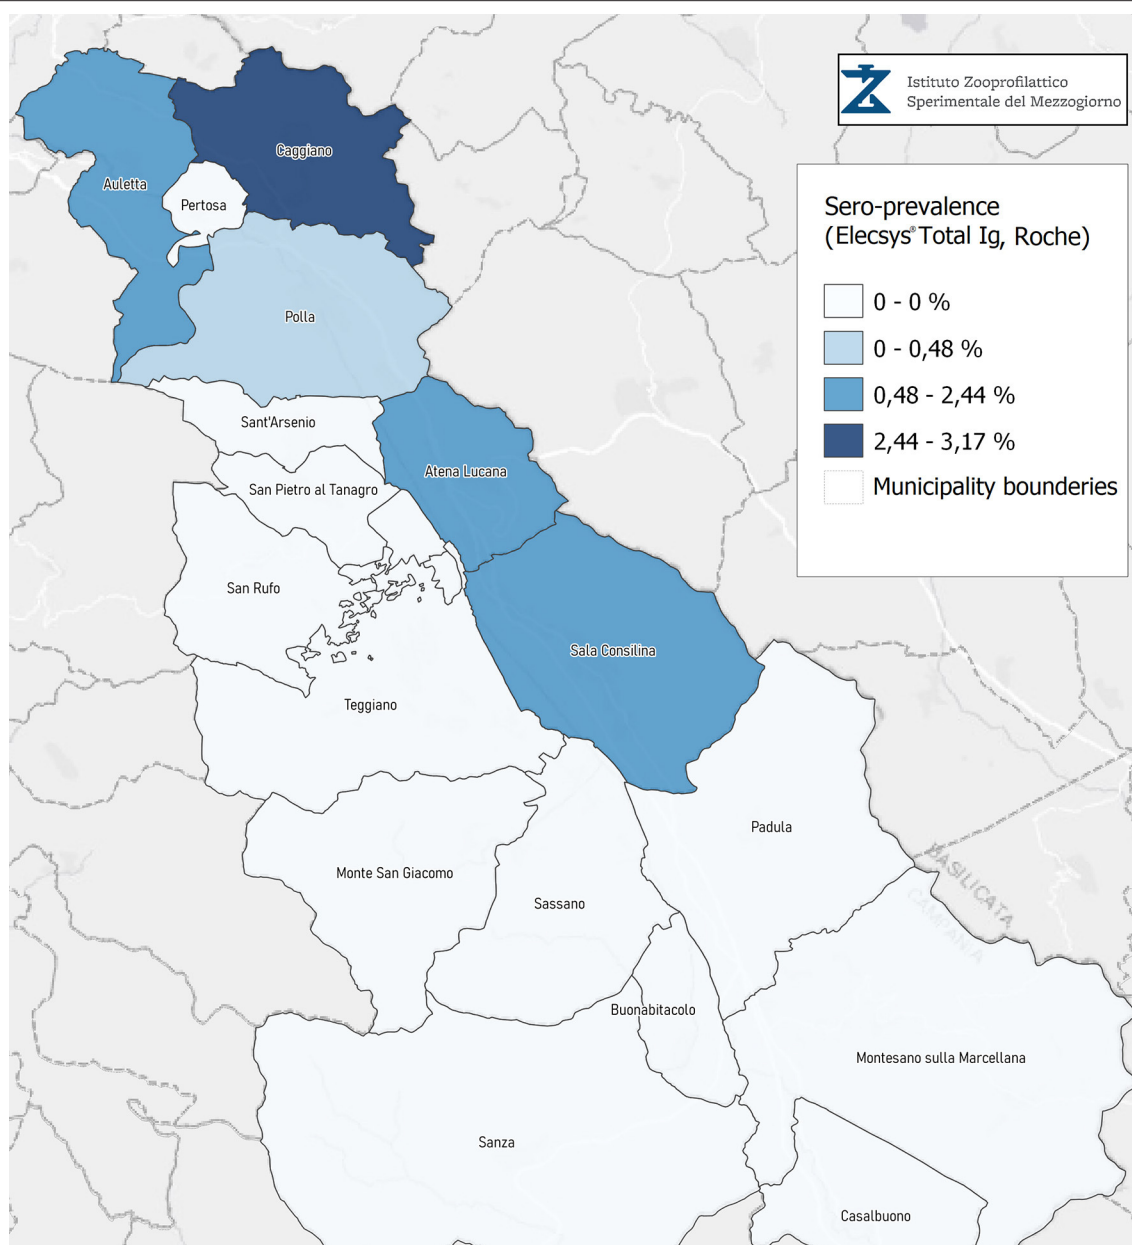 Istituto Zooprofilattico
Sperimentale del Mezzogiorno
Caggiano
Auletta
Pertosa
Sero-prevalence
(Elecsys® Total Ig, Roche)
0 - 0 %
0 - 0,48 %
0,48 - 2,44 %
2,44 - 3,17 %
Municipality bounderies
Polla
Sant'Arsenio
Atena Lucana
San Pietro al Tanagro
San Rufo
Sala Consilina
Teggiano
Padula
Monte San Giacomo
Sassano
BASILICATA
CAMPANIA
Buonabitacolo
Montesano sulla Marcellana
Sanza
Casalbuono